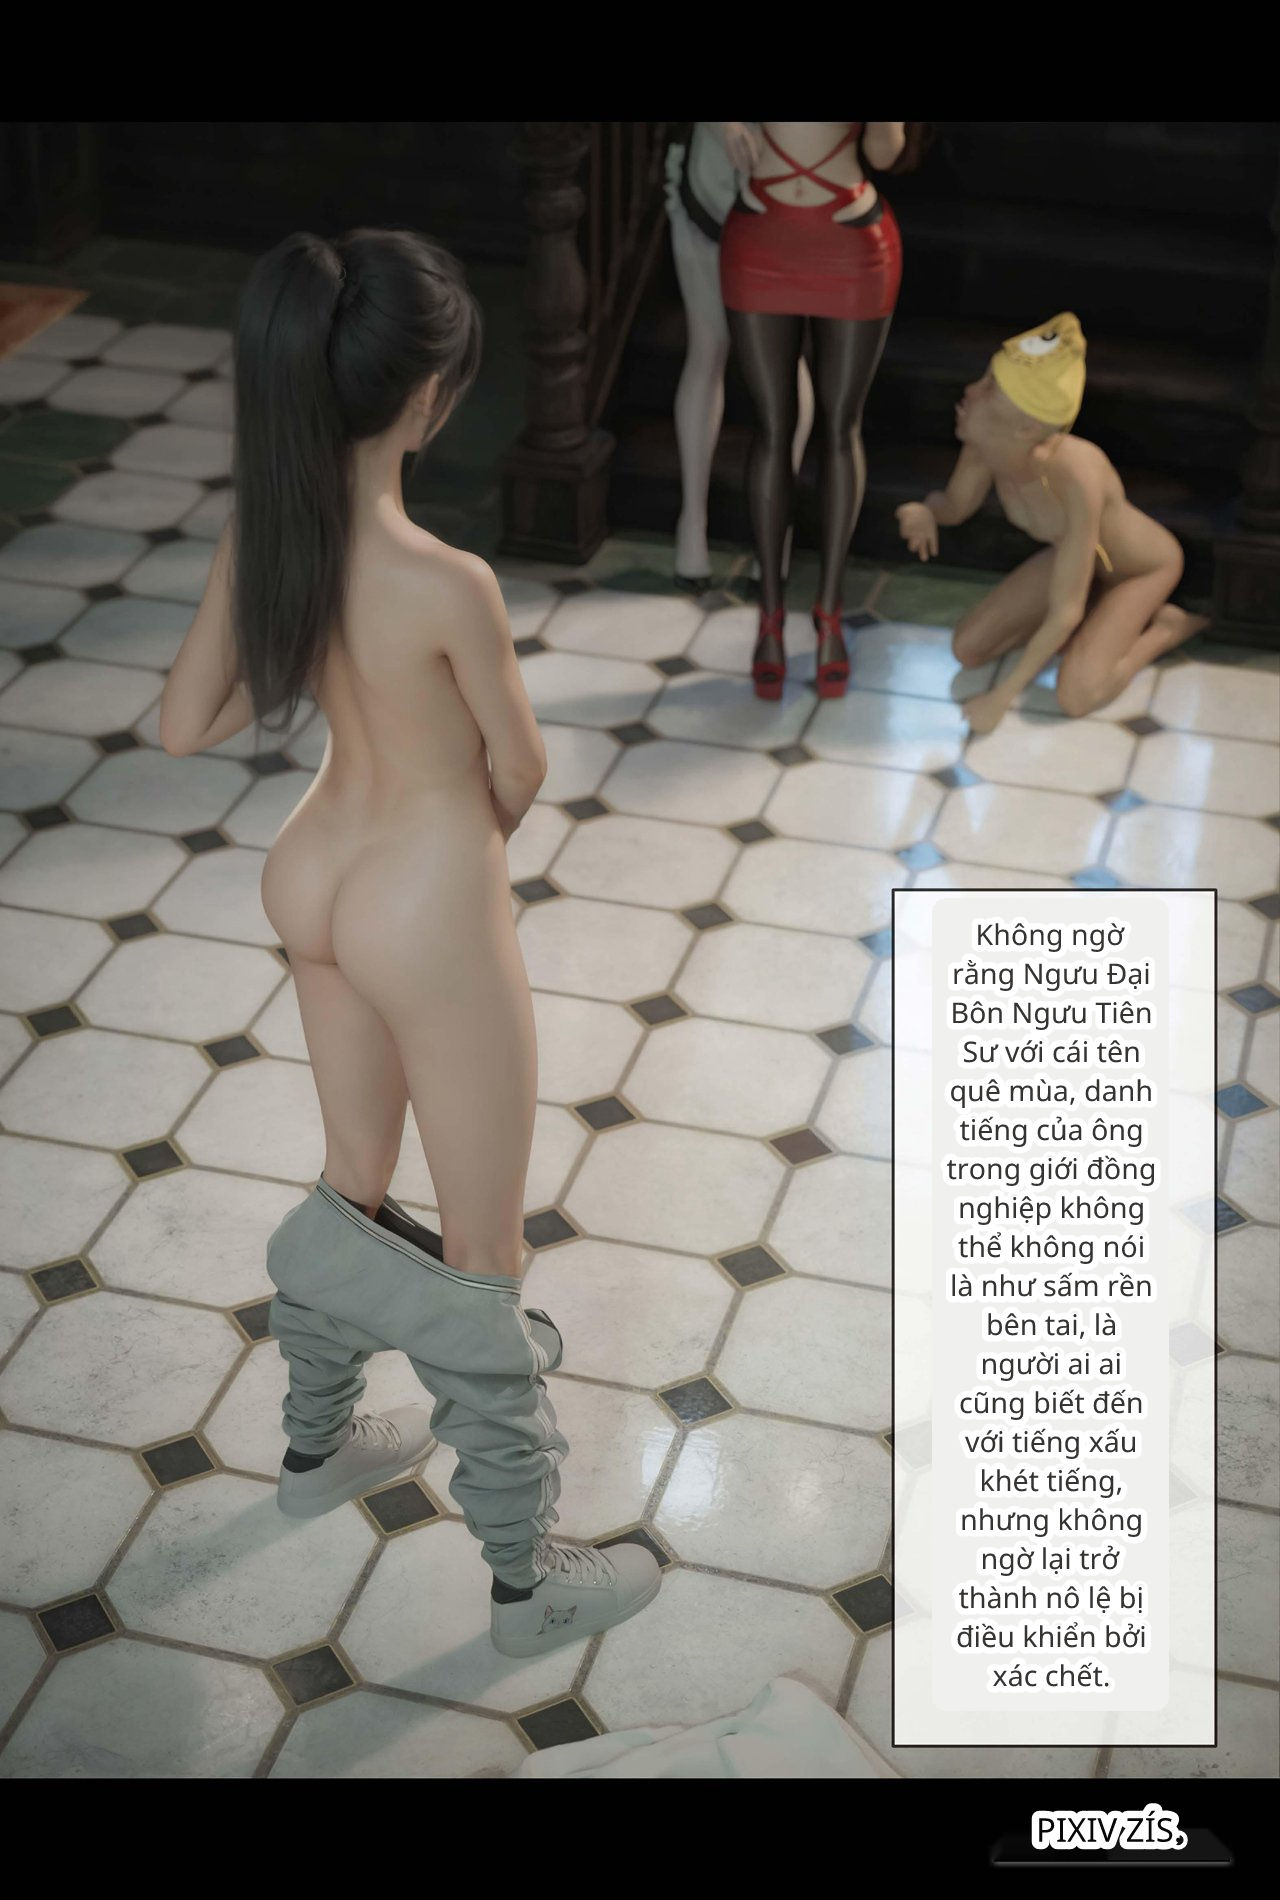 Không ngờ
rằng Ngưu Đại
Bôn Ngưu Tiên
Sư với cái tên
quê mùa, danh
tiếng của ông
trong giới đồng
nghiệp không
thể không nói
là như sấm rền
bên tai, là
người ai ai
cũng biết đến
với tiếng xấu
khét tiếng,
nhưng không
ngờ lại trở
thành nô lệ bị
điều khiển bởi
xác chết.
PIXIV ZÍS,